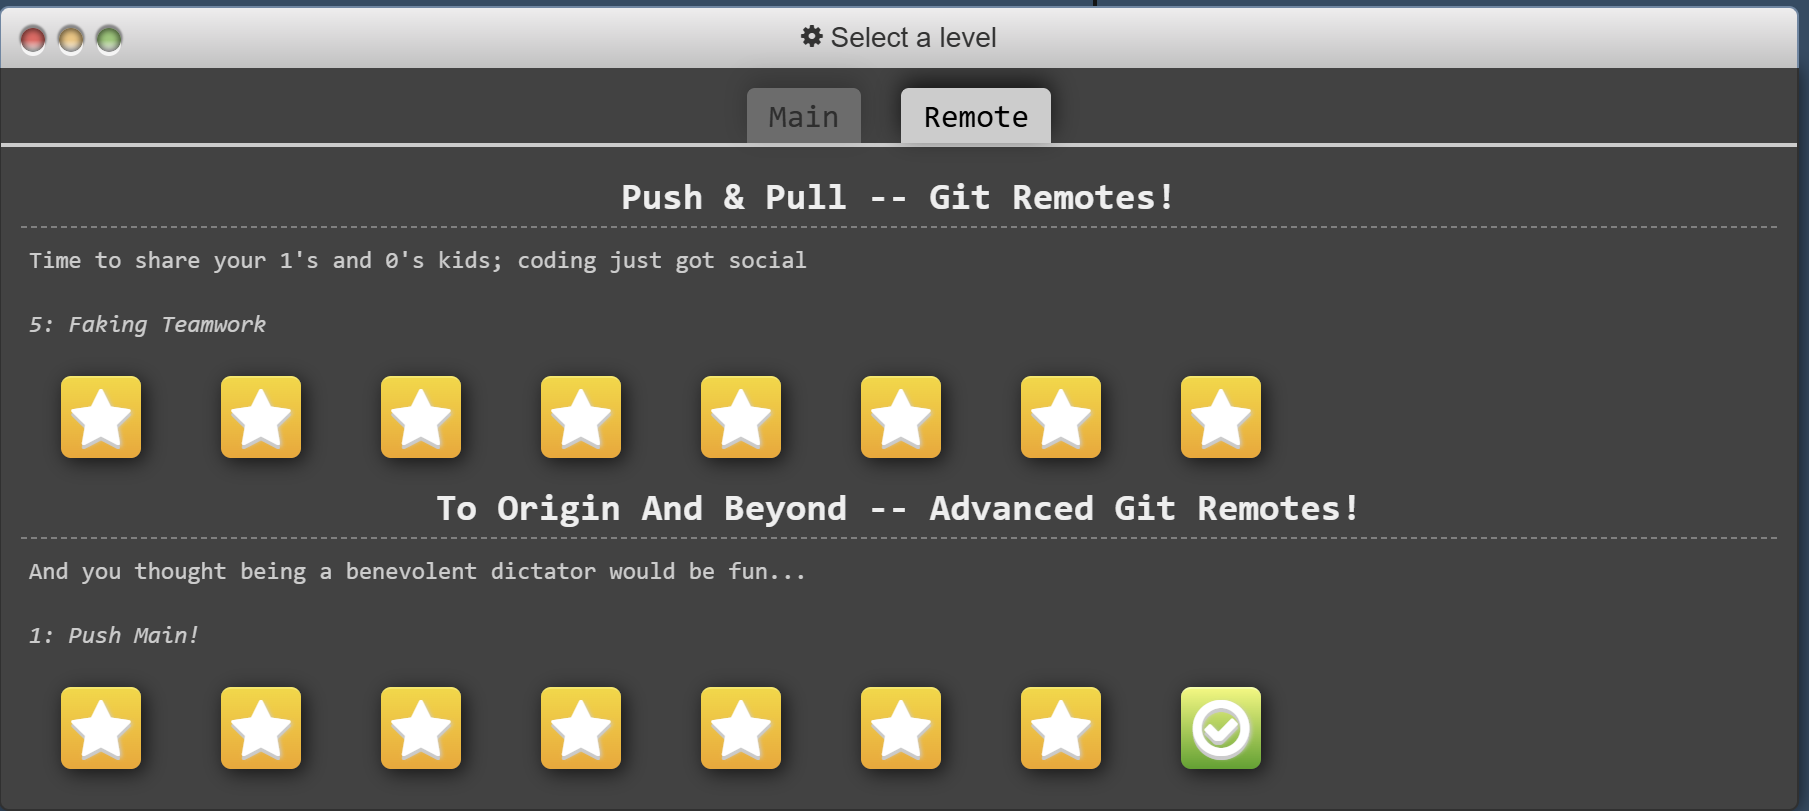 Select a level
Main
Remote
Push & Pull -- Git Remotes!
Time to share your 1's and 0's kids; coding just got social
5: Faking Teamwork
To Origin And Beyond -- Advanced Git Remotes!
And you thought being a benevolent dictator would be fun...
1: Push Main!